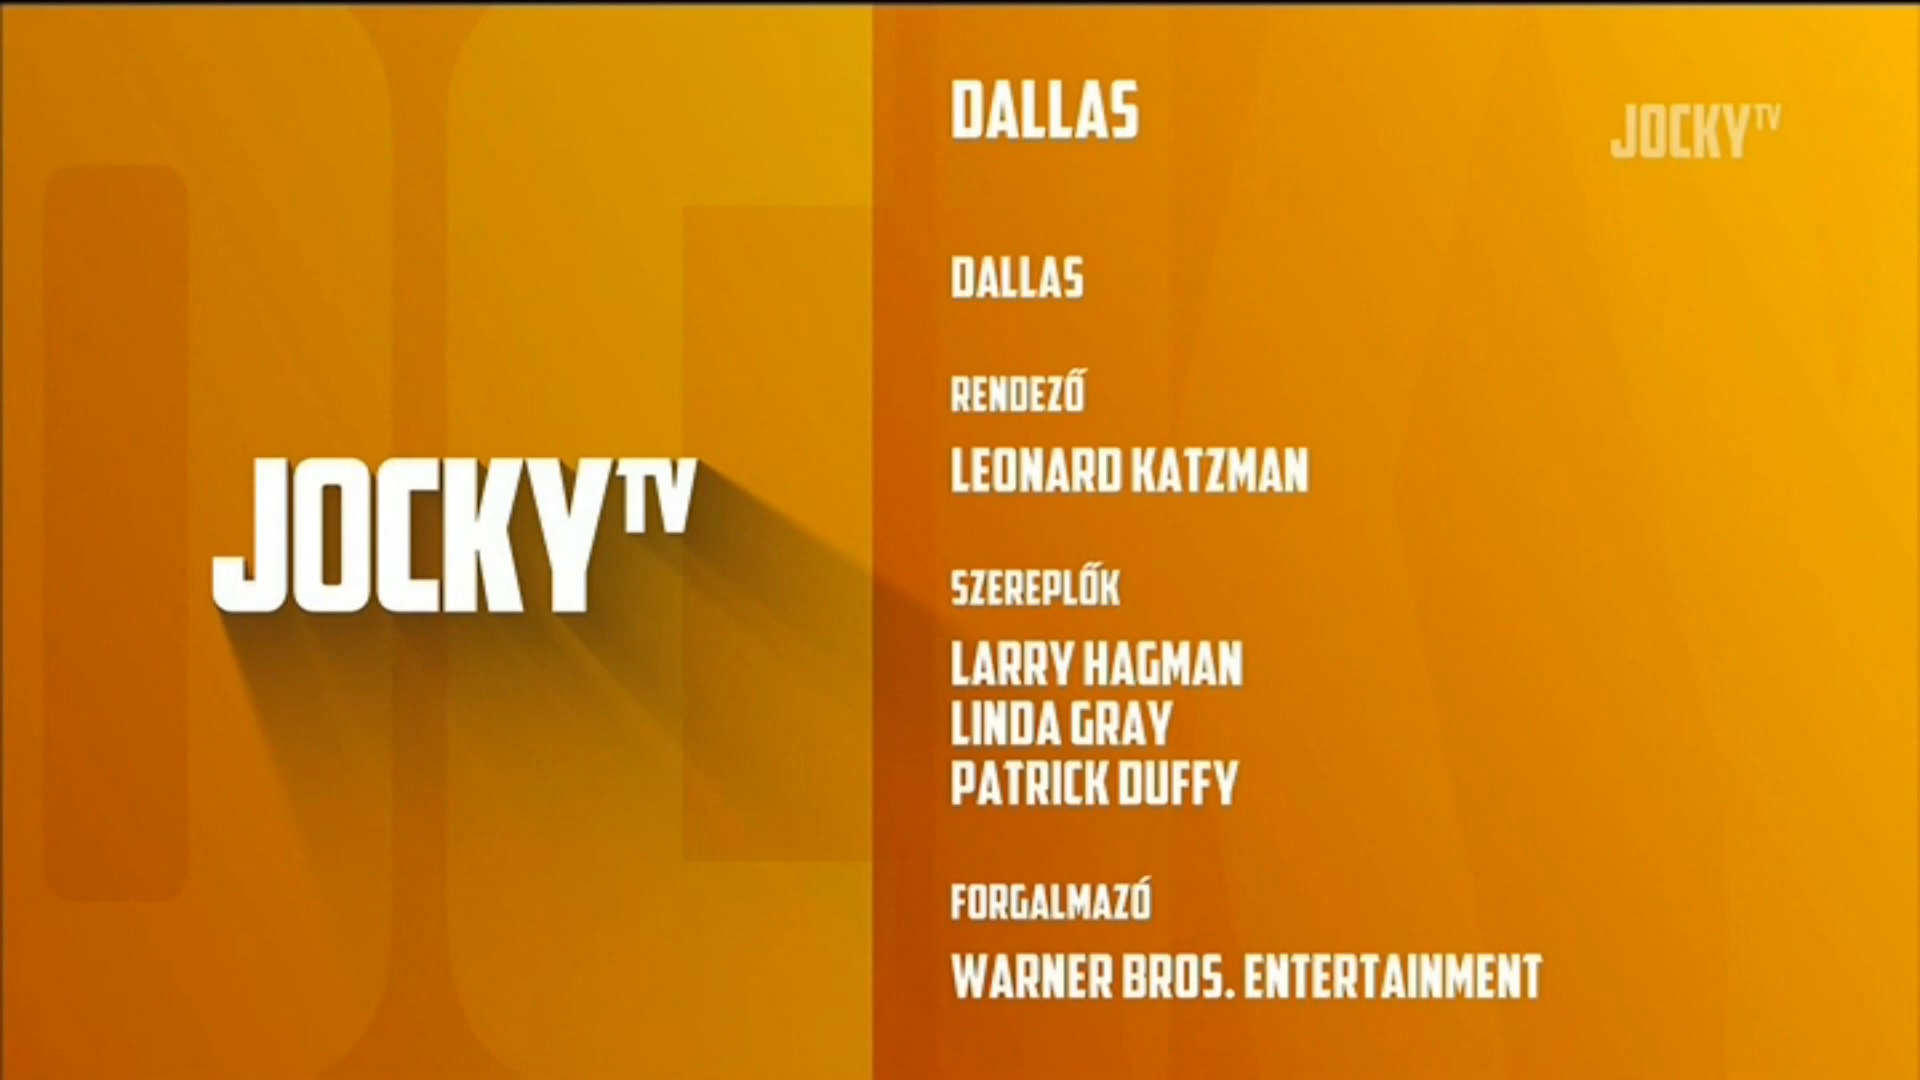 JOCKY TV
DALLAS
JOCKY TV
DALLAS
RENDEZŐ
LEONARD KATZMAN
SZEREPLŐK
LARRY HAGMAN
LINDA GRAY
PATRICK DUFFY
FORGALMAZÓ
WARNER BROS. ENTERTAINMENT